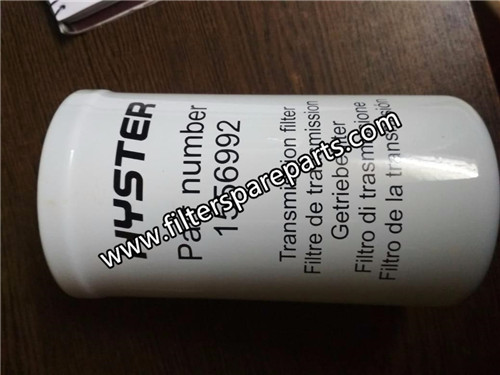 HYSTER
Part number
1556992
Transmission filter
Filtre de transmission
Getriebefilter
Filtro di trasmissione
Filtro de la transmisión
www.filterspareparts.com